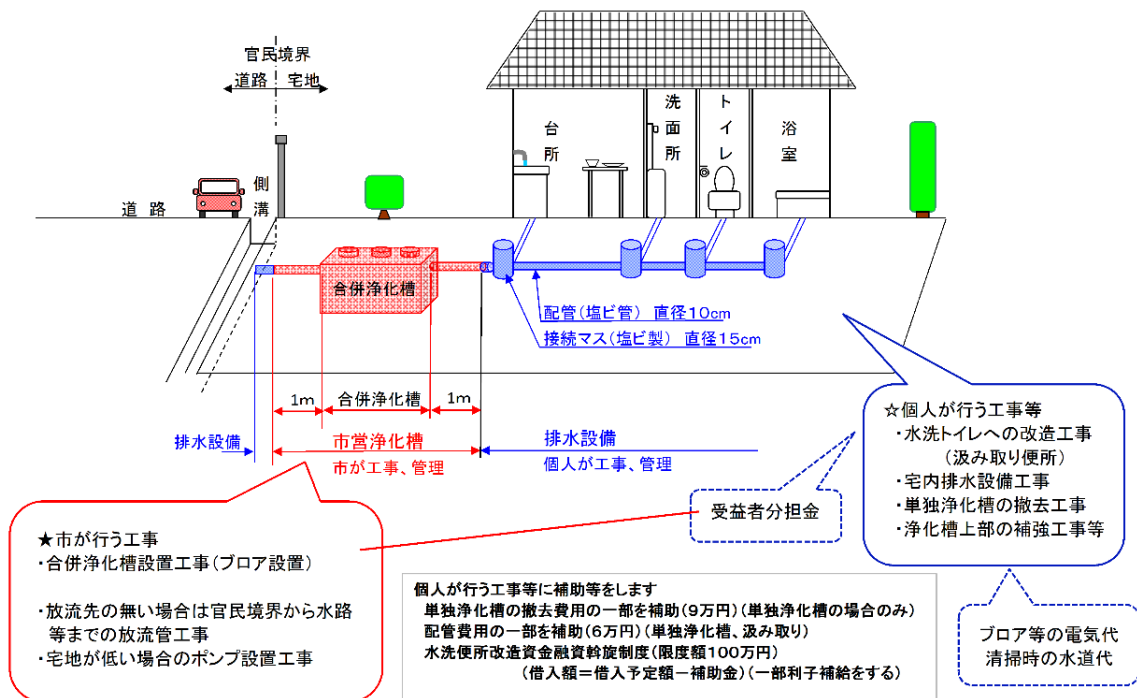 官民境界
道路 宅地
側溝
道 路
台所
洗面所
トイレ
浴室
合併浄化槽
配管(塩ビ管) 直径10cm
接続マス(塩ビ製) 直径15cm
1m
合併浄化槽
1m
排水設備
市営浄化槽
市が工事、管理
排水設備
個人が工事、管理
☆個人が行う工事等
・水洗トイレへの改造工事
(汲み取り便所)
・宅内排水設備工事
・単独浄化槽の撤去工事
・浄化槽上部の補強工事等
受益者分担金
★市が行う工事
・合併浄化槽設置工事(ブロア設置)
・放流先の無い場合は官民境界から水路
等までの放流管工事
・宅地が低い場合のポンプ設置工事
個人が行う工事等に補助等をします
単独浄化槽の撤去費用の一部を補助(9万円)(単独浄化槽の場合のみ)
配管費用の一部を補助(6万円)(単独浄化槽、汲み取り)
水洗便所改造資金融資斡旋制度(限度額100万円)
(借入額=借入予定額-補助金)(一部利子補給をする)
ブロア等の電気代
清掃時の水道代